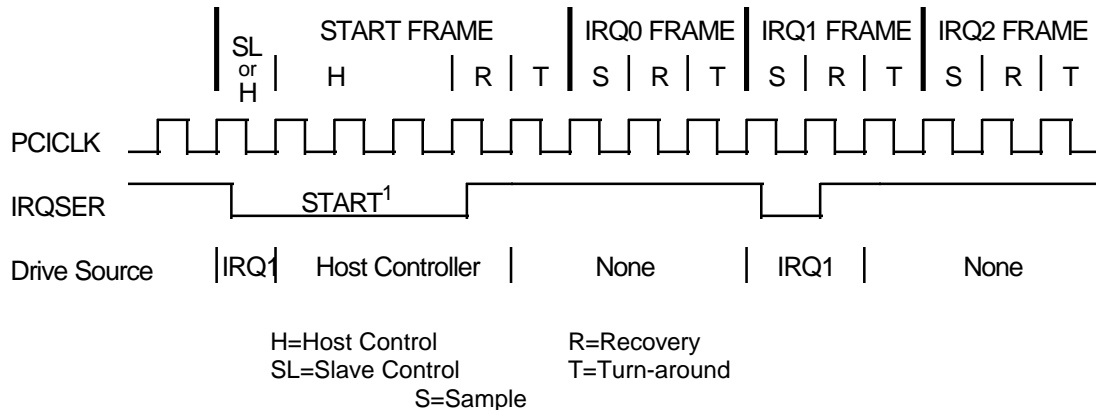 START FRAME IRQ0 FRAME IRQ1 FRAME IRQ2 FRAME
SL
or
H
H R T S R T S R T S R T
PCICLK
IRQSER START1
Drive Source IRQ1 Host Controller None IRQ1 None
H=Host Control R=Recovery
SL=Slave Control T=Turn-around
S=Sample